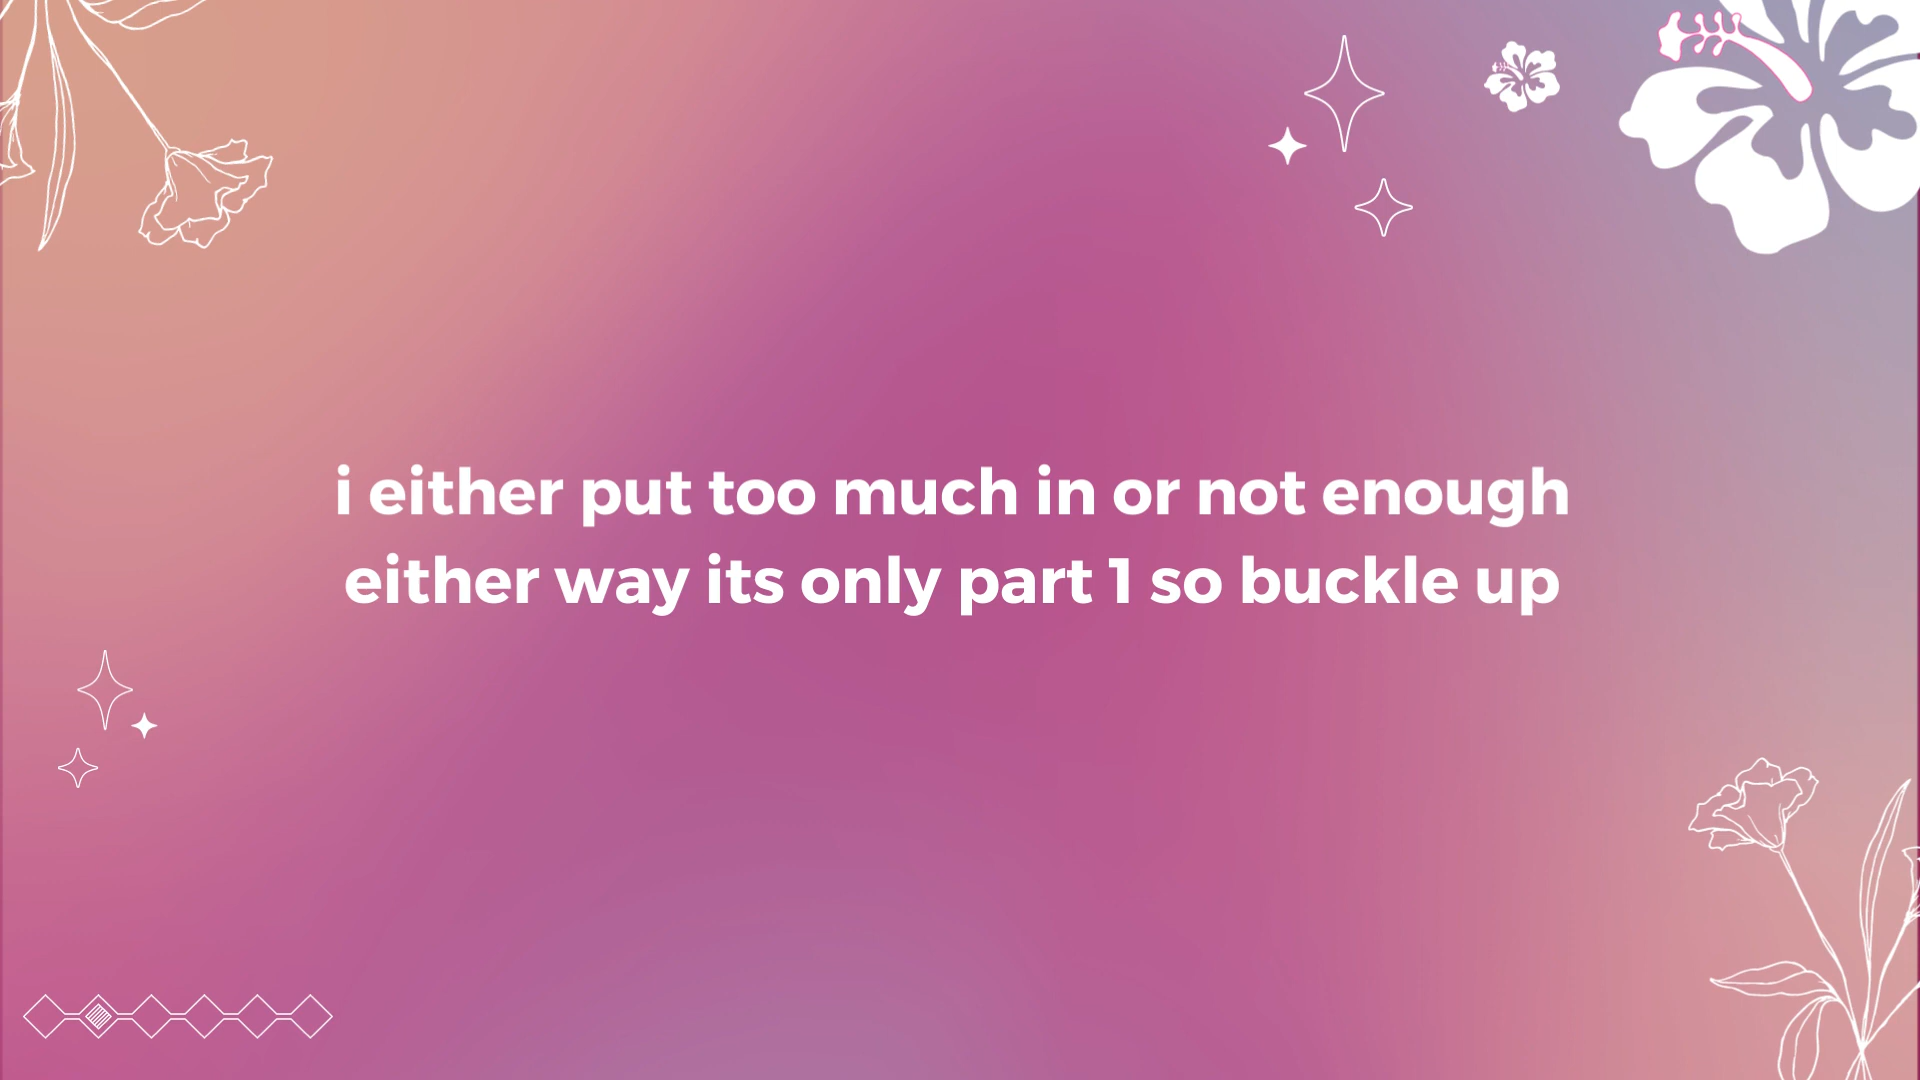 i either put too much in or not enough
either way its only part 1 so buckle up